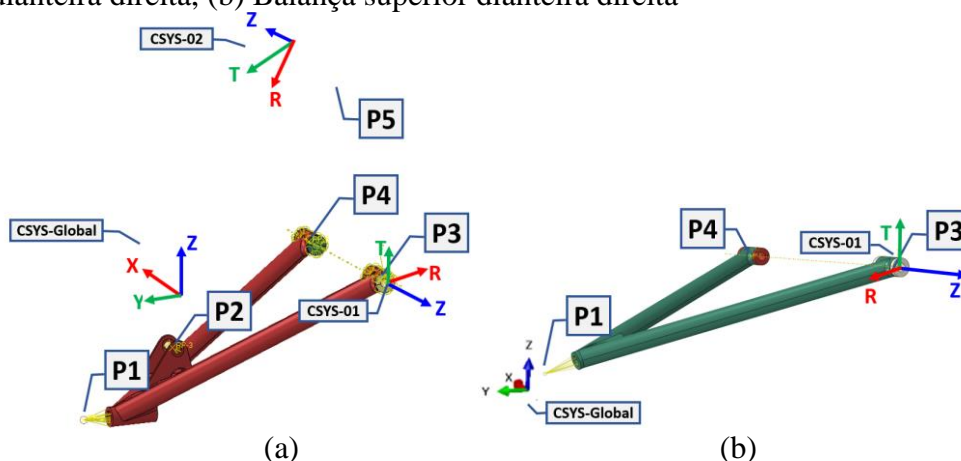 dianteira direita; (b) Balança superior dianteira direita
CSYS-02
Z
T
R
P5
P4
CSYS-Global
Z
X
Y
P2
T
P3
R
CSYS-01
Z
P1
(a)
P4
CSYS-01
T
P3
R
Z
P1
Z
X
Y
CSYS-Global
(b)